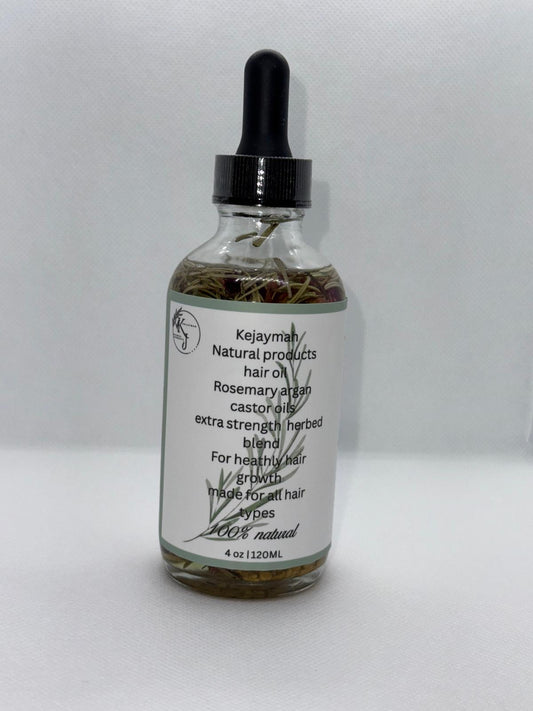 KJ
Kejaymah
Natural products
hair oil
Rosemary argan
castor oils
extra strength herbed
blend
For heathly hair
growth
made for all hair
types
100% natural
4 oz | 120ML